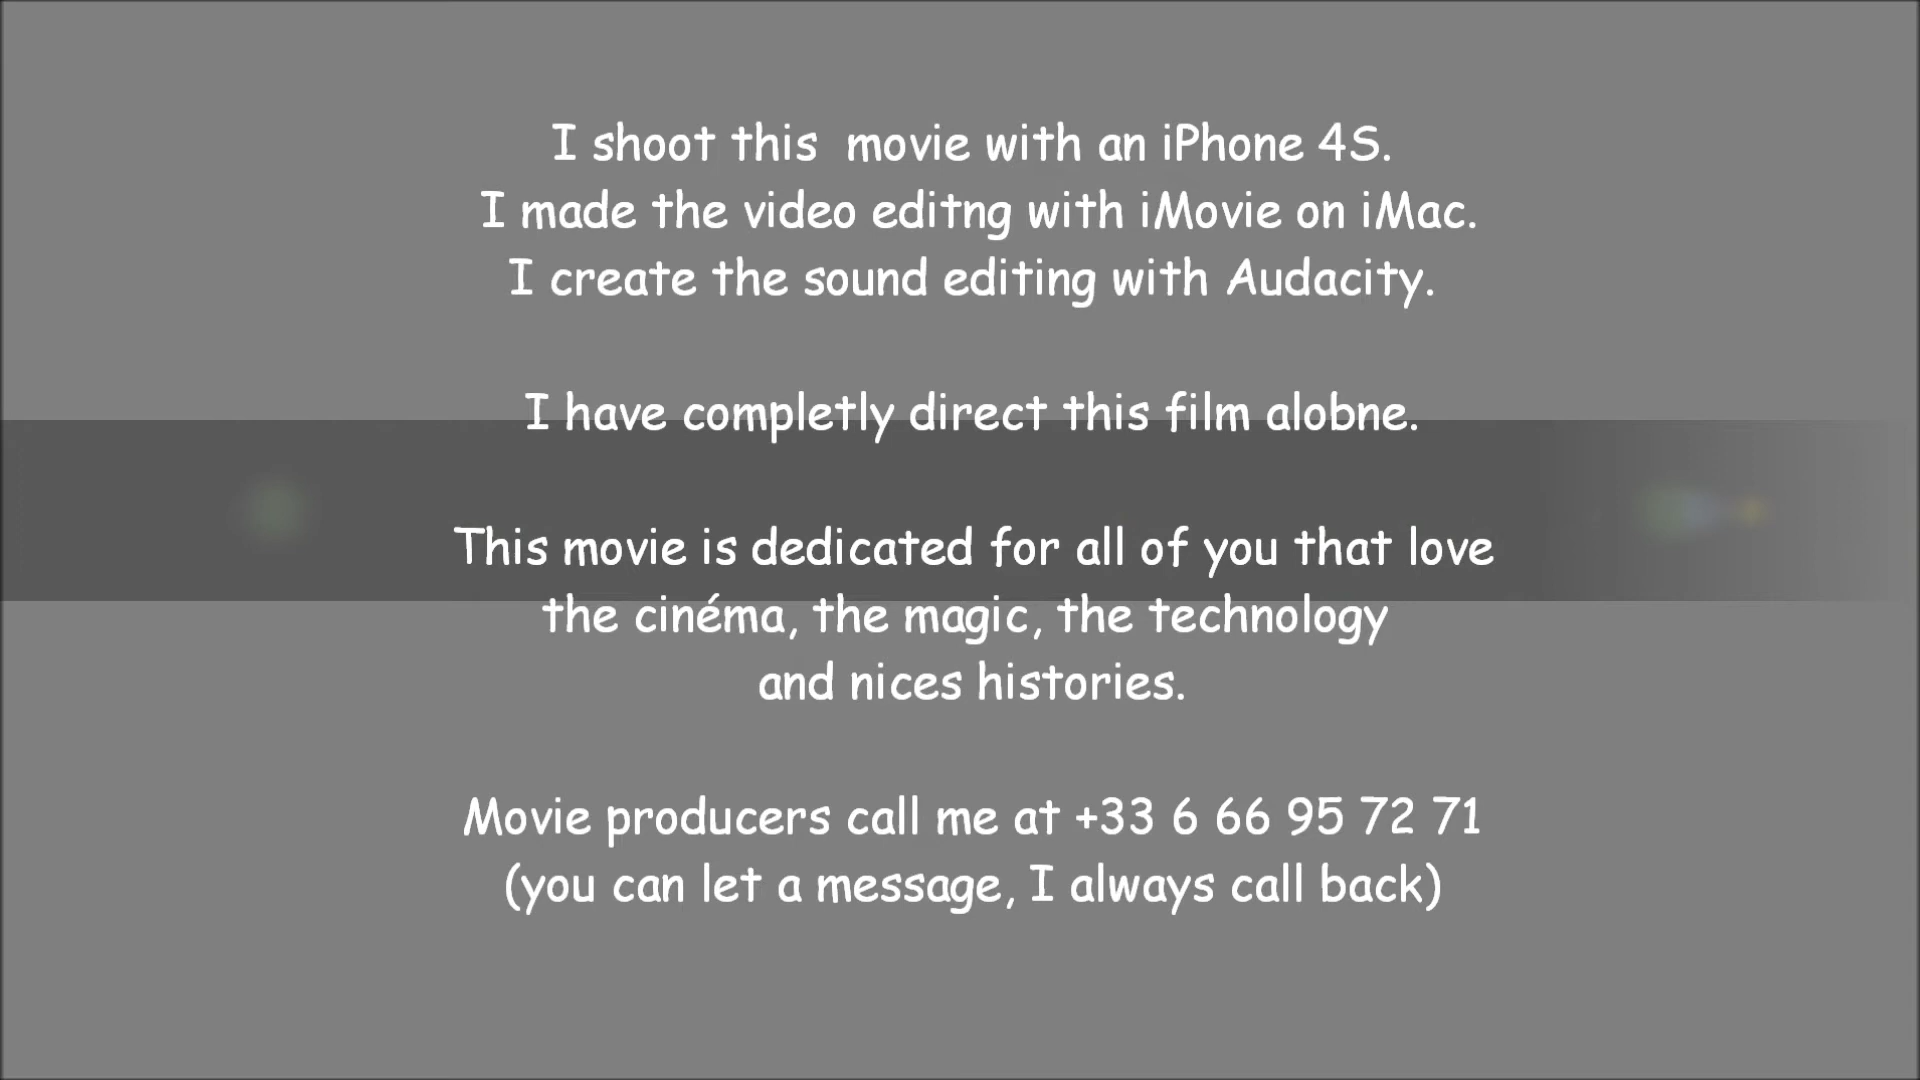 I shoot this  movie with an iPhone 4S.
I made the video editng with iMovie on iMac.
I create the sound editing with Audacity.
I have completly direct this film alobne.
This movie is dedicated for all of you that love
the cinéma, the magic, the technology
and nices histories.
Movie producers call me at +33 6 66 95 72 71
(you can let a message, I always call back)